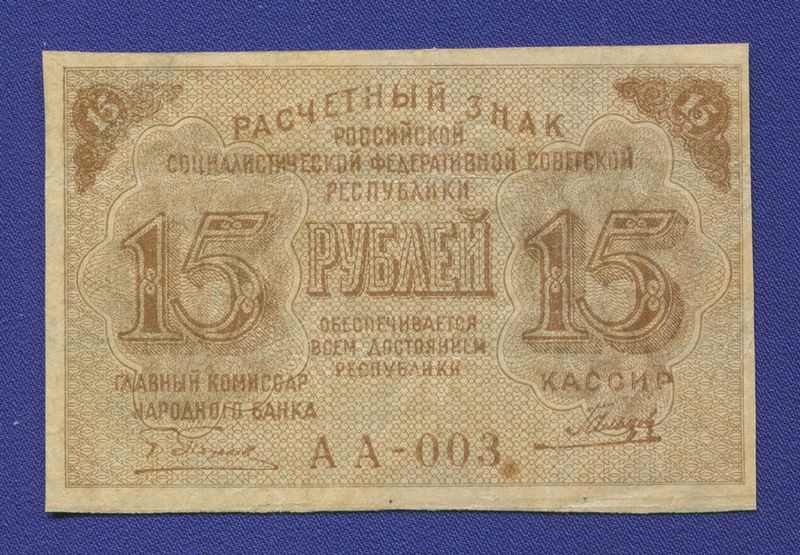 15 15
РАСЧЕТНЫЙ ЗНАК
РОССИЙСКОЙ
СОЦИАЛИСТИЧЕСКОЙ ФЕДЕРАТИВНОЙ СОВЕТСКОЙ
РЕСПУБЛИКИ
15 РУБЛЕЙ 15
ОБЕСПЕЧИВАЕТСЯ
ВСЕМ ДОСТОЯНИЕМ
РЕСПУБЛИКИ
ГЛАВНЫЙ КОМИССАР
НАРОДНОГО БАНКА
КАССИР
АА-003